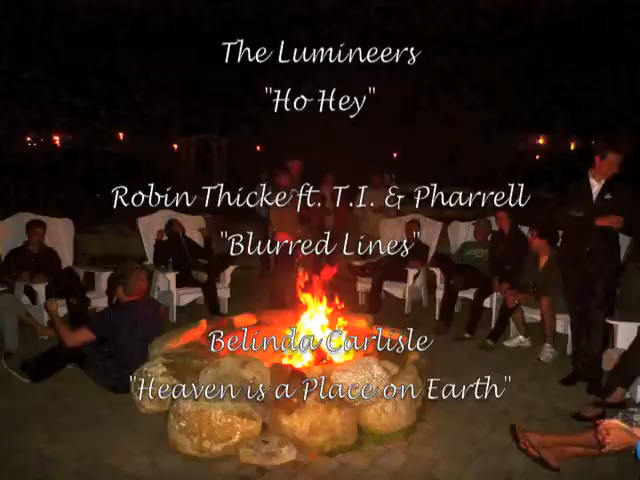 The Lumineers
"Ho Hey"
Robin Thicke ft. T.I. & Pharrell
"Blurred Lines"
Belinda Carlisle
"Heaven is a Place on Earth"